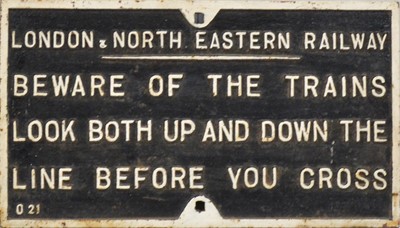 LONDON & NORTH EASTERN RAILWAY
BEWARE OF THE TRAINS
LOOK BOTH UP AND DOWN THE
LINE BEFORE YOU CROSS
O 21